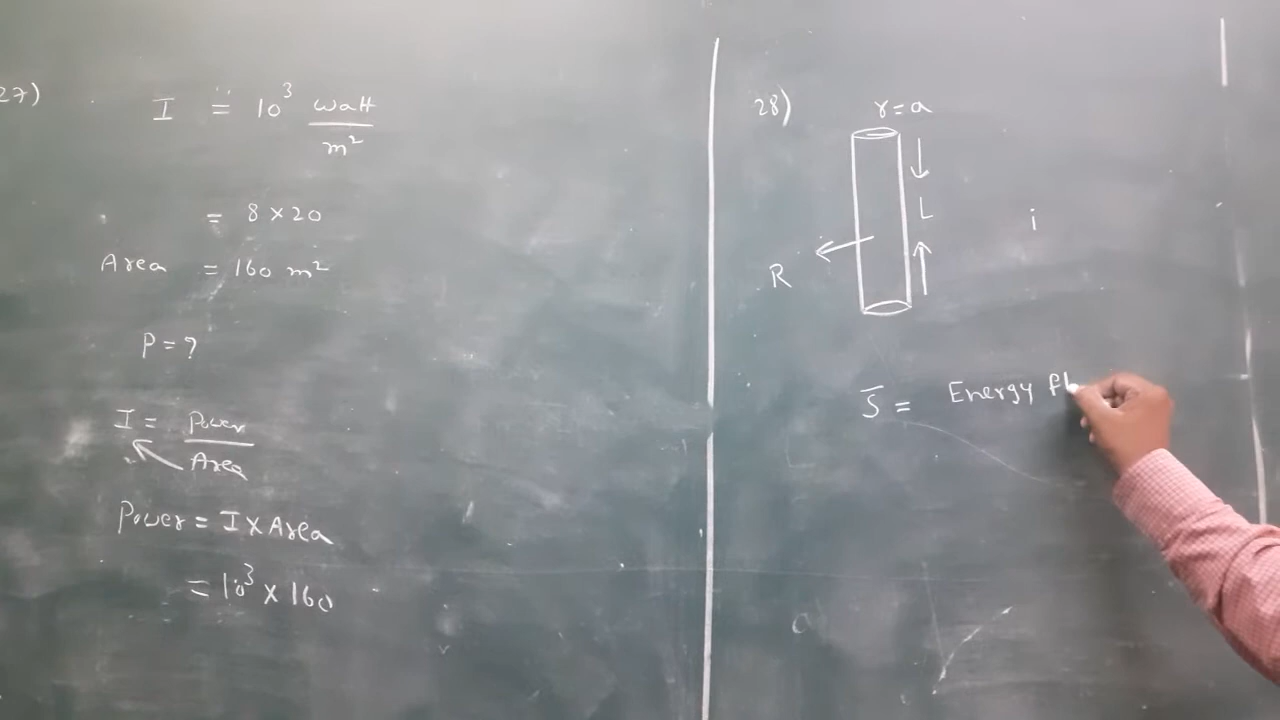 27)
I = 10³ watt/m²
= 8 × 20
Area = 160 m²
P = ?
I = Power/Area
Power = I × Area
= 10³ × 160
28)
r = a
L
i
R
S̅ = Energy fl